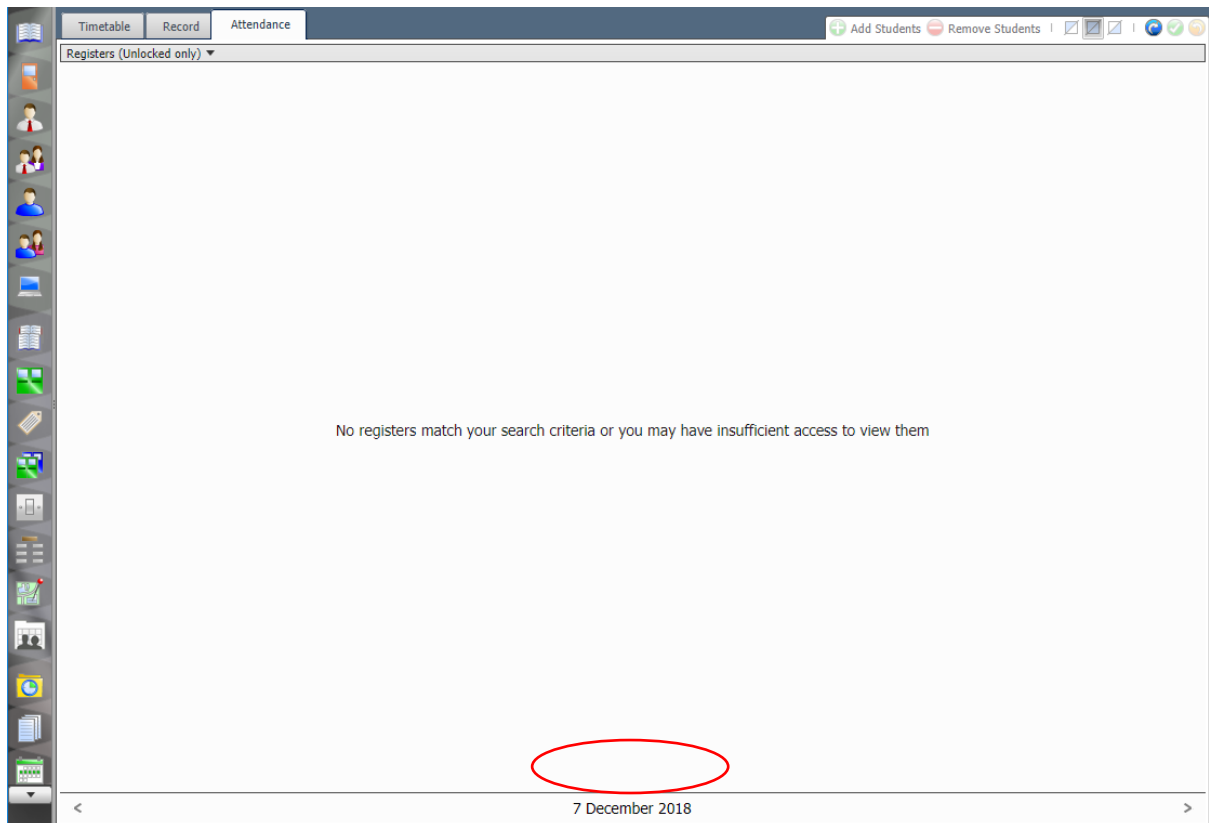 Timetable Record Attendance Add Students Remove Students
Registers (Unlocked only)
No registers match your search criteria or you may have insufficient access to view them
< 7 December 2018 >